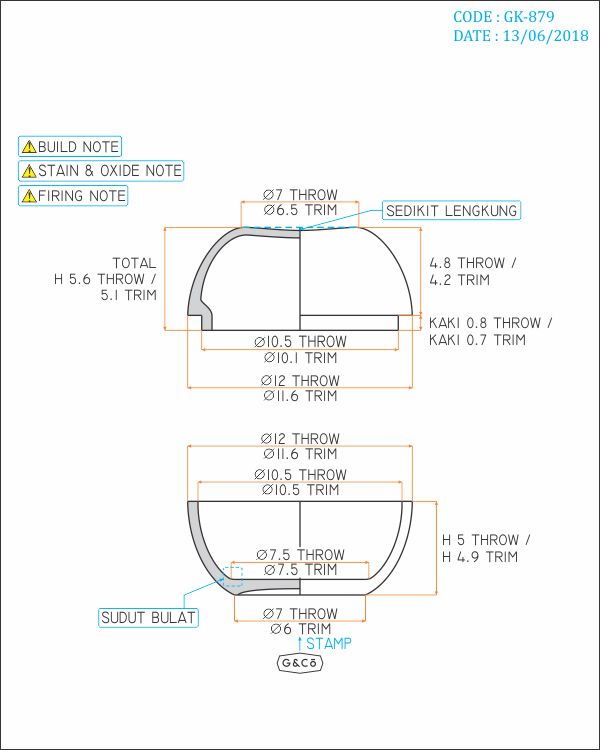 CODE : GK-879
DATE : 13/06/2018
BUILD NOTE
STAIN & OXIDE NOTE
FIRING NOTE
Ø7 THROW
Ø6.5 TRIM
SEDIKIT LENGKUNG
TOTAL
H 5.6 THROW /
5.1 TRIM
4.8 THROW /
4.2 TRIM
KAKI 0.8 THROW /
KAKI 0.7 TRIM
Ø10.5 THROW
Ø10.1 TRIM
Ø12 THROW
Ø11.6 TRIM
Ø12 THROW
Ø11.6 TRIM
Ø10.5 THROW
Ø10.5 TRIM
H 5 THROW /
H 4.9 TRIM
Ø7.5 THROW
Ø7.5 TRIM
SUDUT BULAT
Ø7 THROW
Ø6 TRIM
STAMP
G&Co